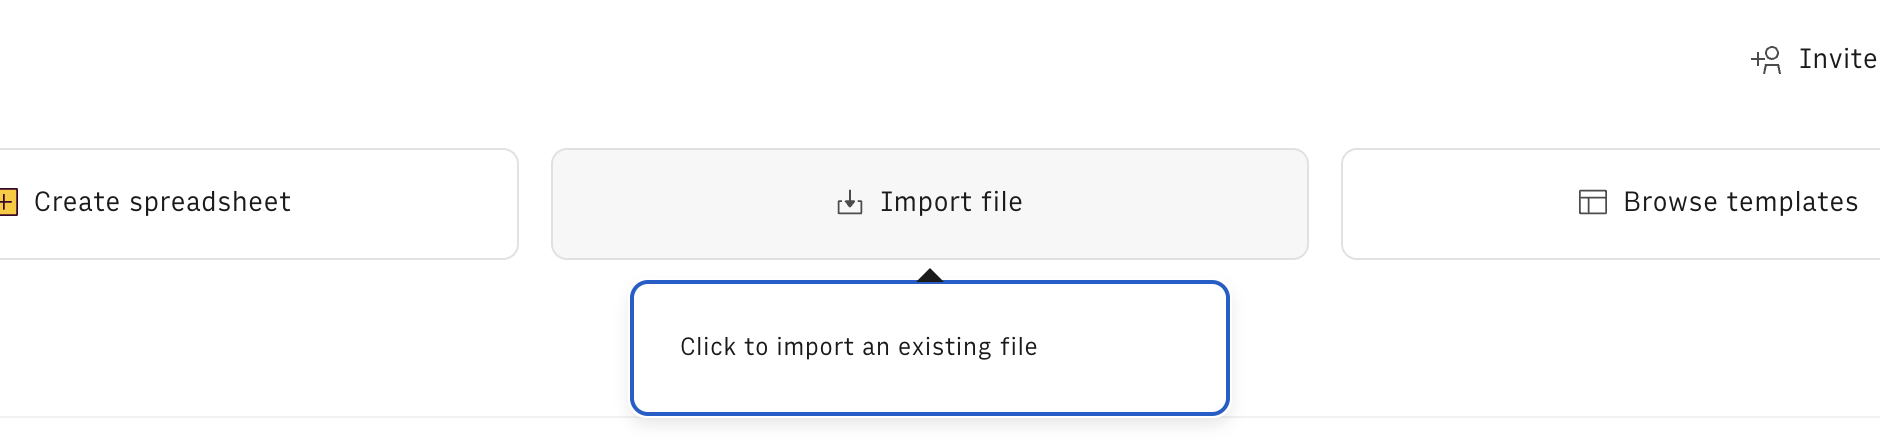 Invite
Create spreadsheet
Import file
Browse templates
Click to import an existing file